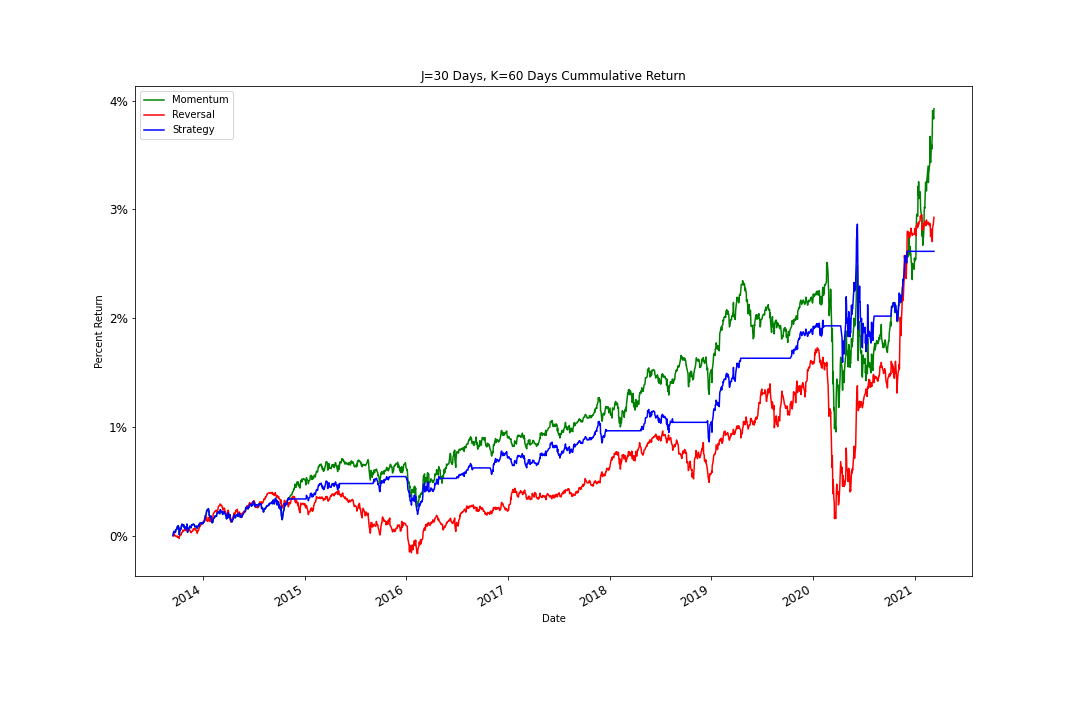 J=30 Days, K=60 Days Cummulative Return
Momentum
Reversal
Strategy
4%
3%
2%
1%
0%
Percent Return
2014 2015 2016 2017 2018 2019 2020 2021
Date